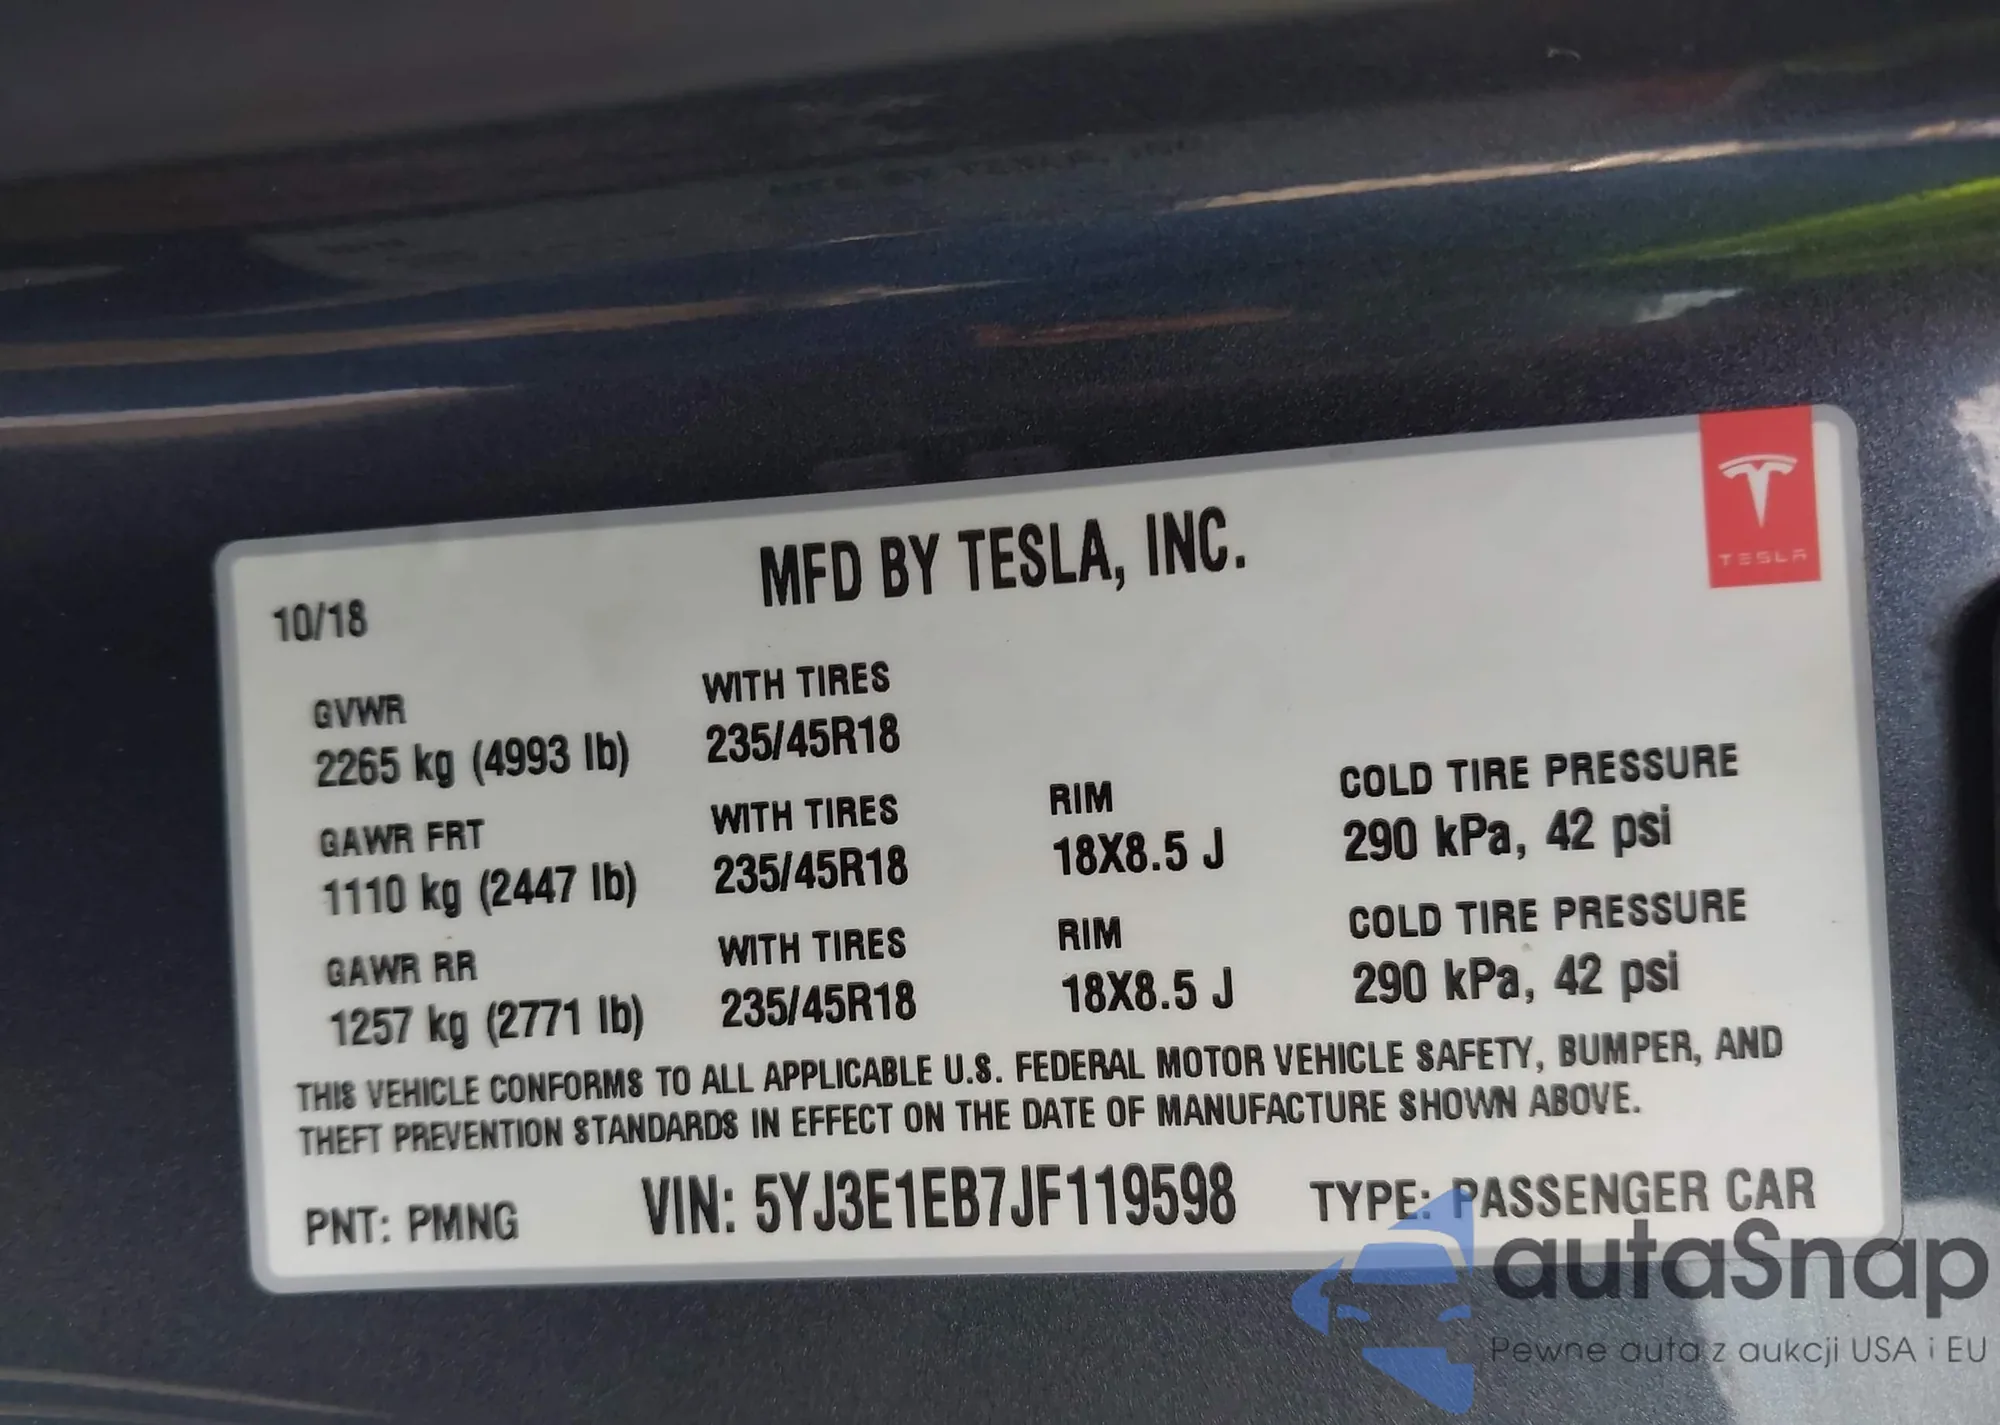 MFD BY TESLA, INC.
TESLA
10/18
GVWR WITH TIRES
2265 kg (4993 lb) 235/45R18
GAWR FRT WITH TIRES RIM COLD TIRE PRESSURE
1110 kg (2447 lb) 235/45R18 18X8.5 J 290 kPa, 42 psi
GAWR RR WITH TIRES RIM COLD TIRE PRESSURE
1257 kg (2771 lb) 235/45R18 18X8.5 J 290 kPa, 42 psi
THIS VEHICLE CONFORMS TO ALL APPLICABLE U.S. FEDERAL MOTOR VEHICLE SAFETY, BUMPER, AND
THEFT PREVENTION STANDARDS IN EFFECT ON THE DATE OF MANUFACTURE SHOWN ABOVE.
PNT: PMNG VIN: 5YJ3E1EB7JF119598 TYPE: PASSENGER CAR
autaSnap
Pewne auta z aukcji USA i EU